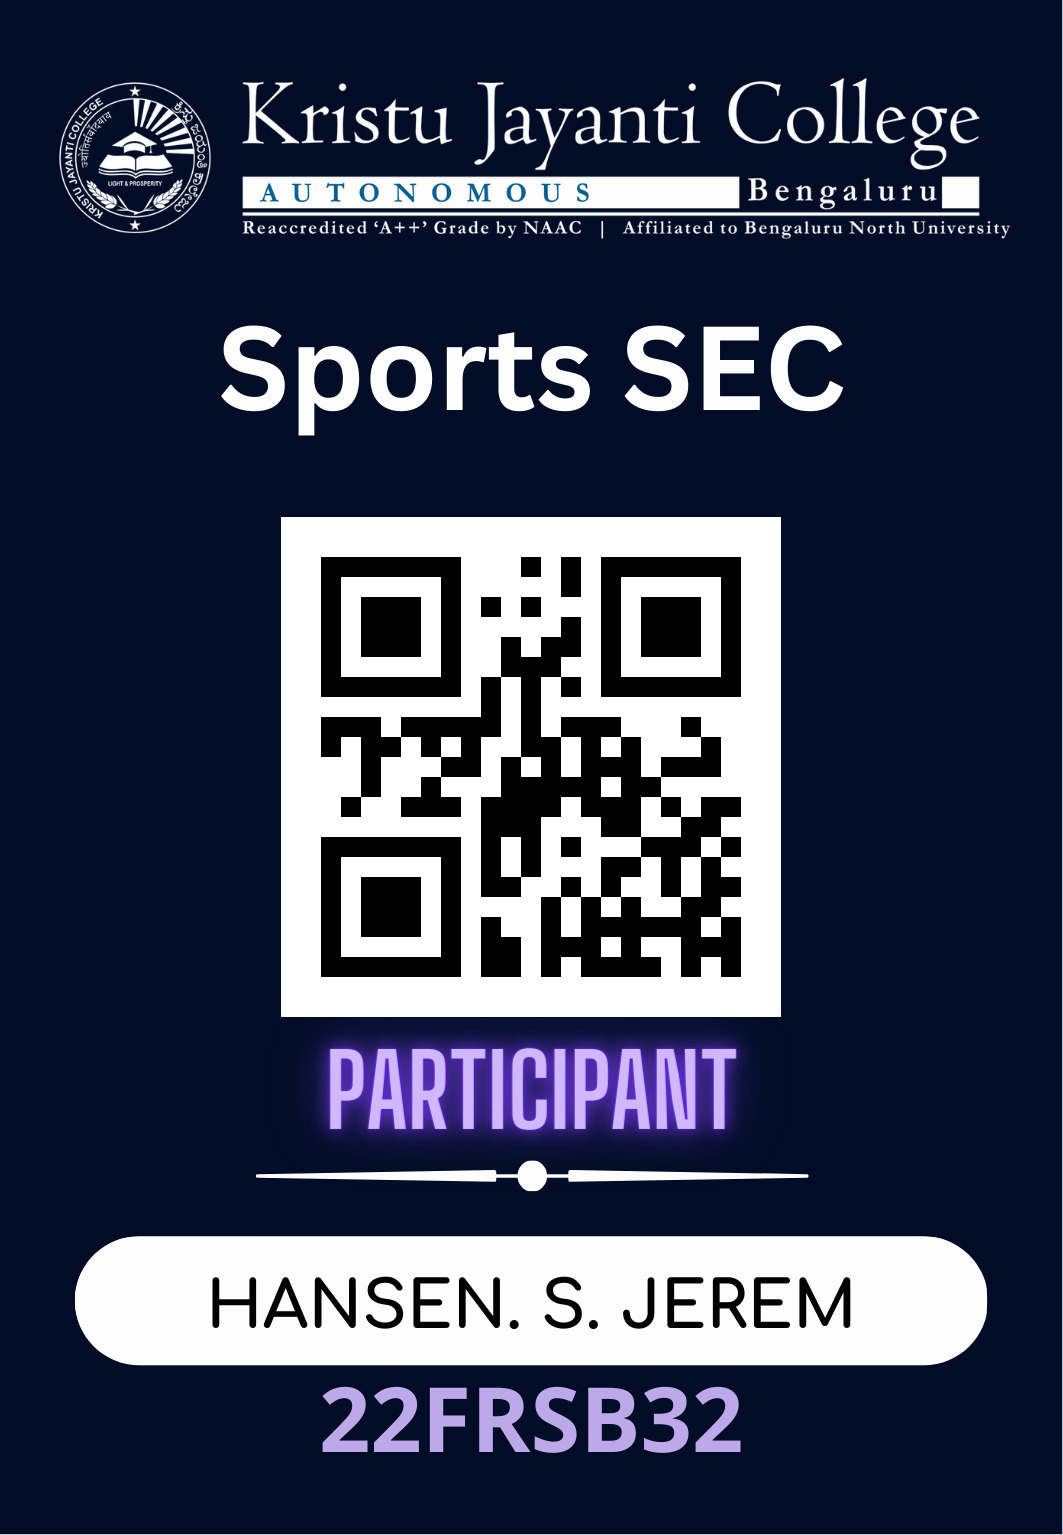 KRISTU JAYANTI COLLEGE
ज्योतिर्संवादयाय
LIGHT & PROSPERITY
Kristu Jayanti College
AUTONOMOUS Bengaluru
Reaccredited ‘A++’ Grade by NAAC | Affiliated to Bengaluru North University
Sports SEC
PARTICIPANT
HANSEN. S. JEREM
22FRSB32